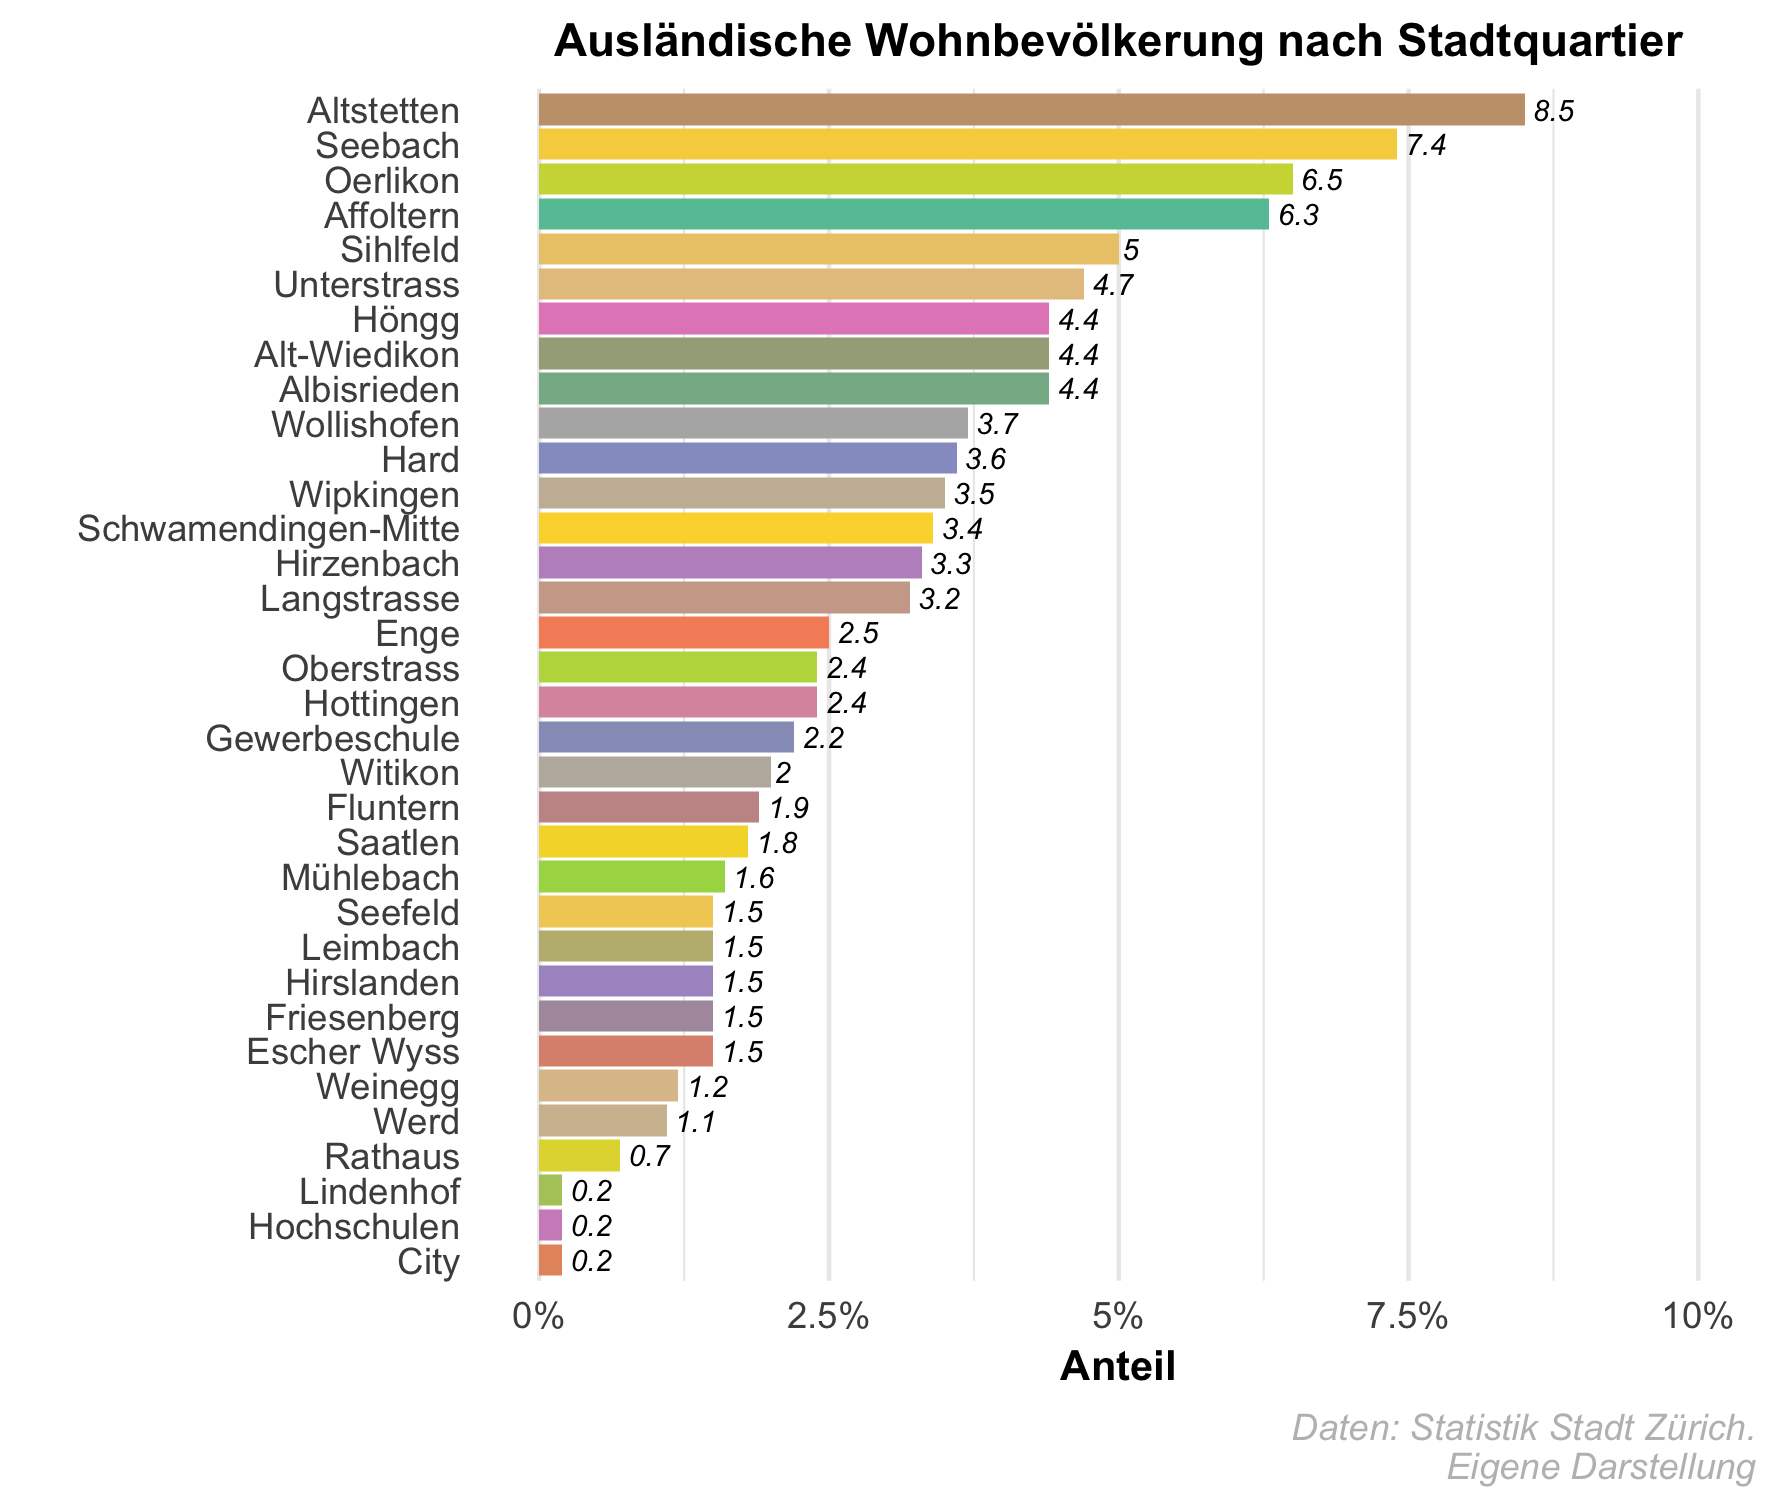 Ausländische Wohnbevölkerung nach Stadtquartier
Altstetten 8.5
Seebach 7.4
Oerlikon 6.5
Affoltern 6.3
Sihlfeld 5
Unterstrass 4.7
Höngg 4.4
Alt-Wiedikon 4.4
Albisrieden 4.4
Wollishofen 3.7
Hard 3.6
Wipkingen 3.5
Schwamendingen-Mitte 3.4
Hirzenbach 3.3
Langstrasse 3.2
Enge 2.5
Oberstrass 2.4
Hottingen 2.4
Gewerbeschule 2.2
Witikon 2
Fluntern 1.9
Saatlen 1.8
Mühlebach 1.6
Seefeld 1.5
Leimbach 1.5
Hirslanden 1.5
Friesenberg 1.5
Escher Wyss 1.5
Weinegg 1.2
Werd 1.1
Rathaus 0.7
Lindenhof 0.2
Hochschulen 0.2
City 0.2
0% 2.5% 5% 7.5% 10%
Anteil
Daten: Statistik Stadt Zürich.
Eigene Darstellung